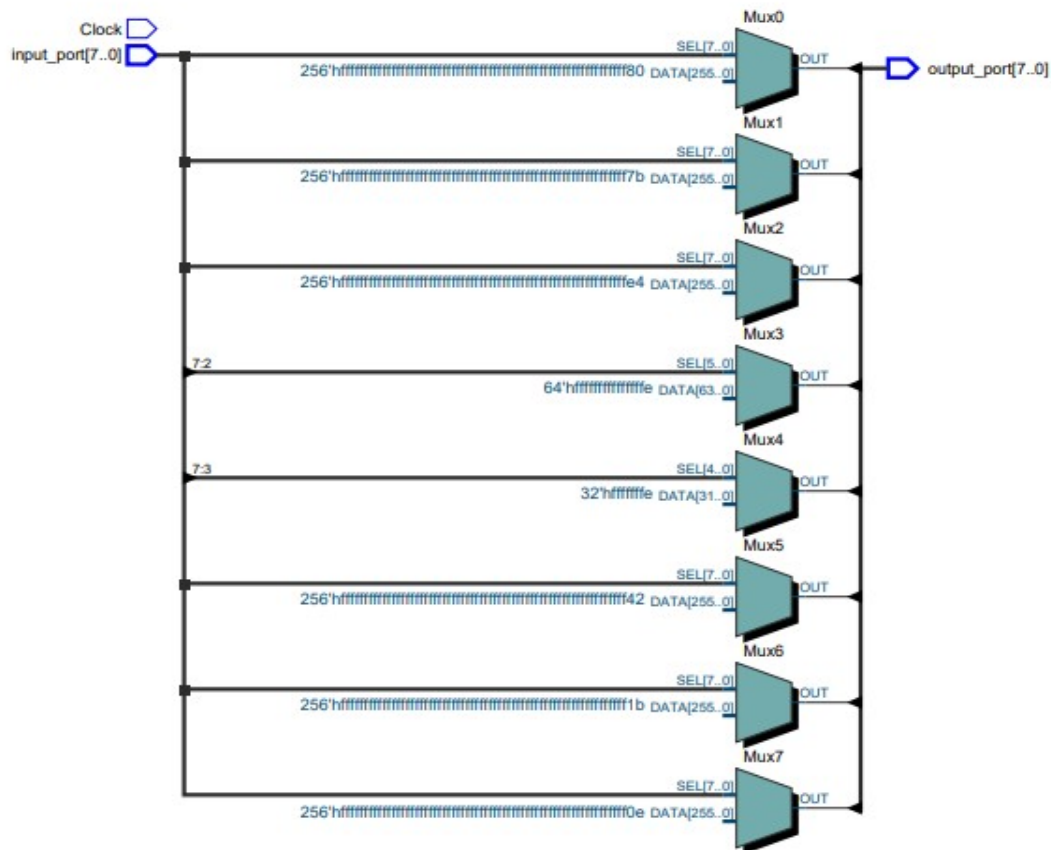 Clock
input_port[7..0]
Mux0
SEL[7..0]
256'hffffffffffffffffffffffffffffffffffffffffffffffffffffffffffffff80 DATA[255..0]
OUT
output_port[7..0]
Mux1
SEL[7..0]
256'hffffffffffffffffffffffffffffffffffffffffffffffffffffffffffffff7b DATA[255..0]
OUT
Mux2
SEL[7..0]
256'hffffffffffffffffffffffffffffffffffffffffffffffffffffffffffffffe4 DATA[255..0]
OUT
Mux3
7:2
SEL[5..0]
64'hfffffffffffffffe DATA[63..0]
OUT
Mux4
7:3
SEL[4..0]
32'hfffffffe DATA[31..0]
OUT
Mux5
SEL[7..0]
256'hffffffffffffffffffffffffffffffffffffffffffffffffffffffffffffff42 DATA[255..0]
OUT
Mux6
SEL[7..0]
256'hffffffffffffffffffffffffffffffffffffffffffffffffffffffffffffff1b DATA[255..0]
OUT
Mux7
SEL[7..0]
256'hffffffffffffffffffffffffffffffffffffffffffffffffffffffffffffff0e DATA[255..0]
OUT